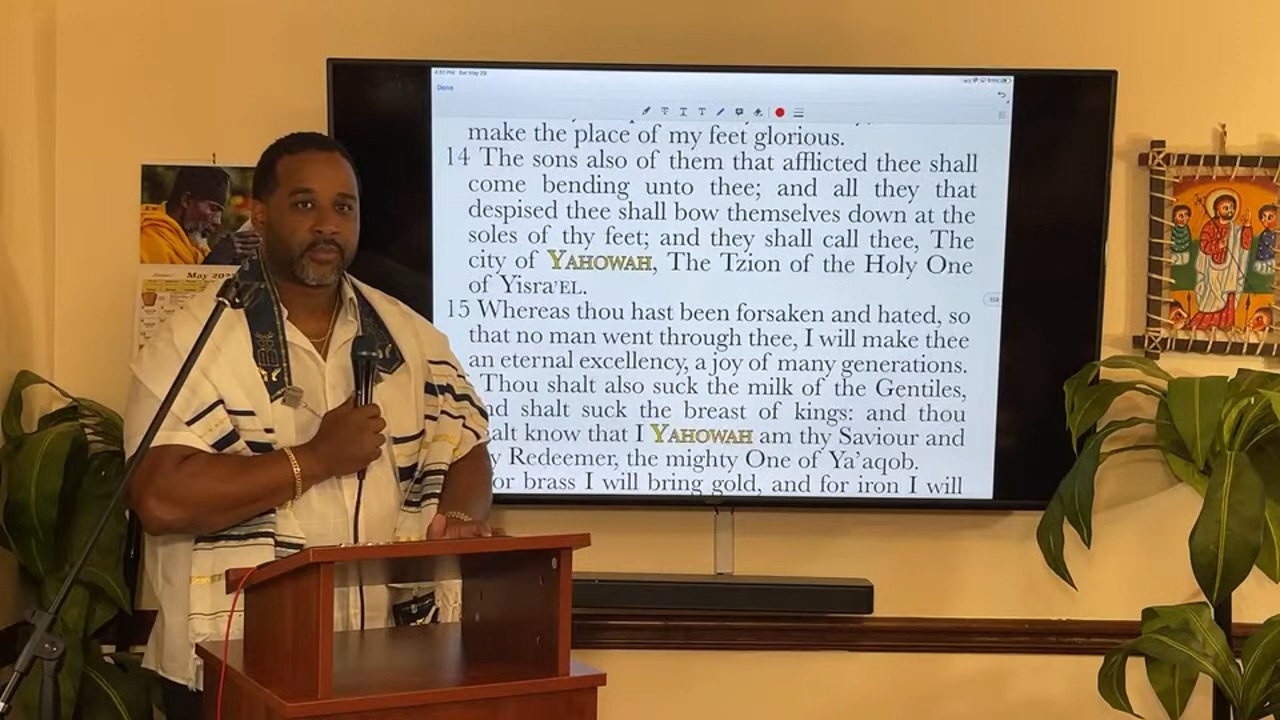 4:51 PM Sat May 28
Done
make the place of my feet glorious.
14 The sons also of them that afflicted thee shall
come bending unto thee; and all they that
despised thee shall bow themselves down at the
soles of thy feet; and they shall call thee, The
city of YAHOWAH, The Tzion of the Holy One
of Yisra'EL.
15 Whereas thou hast been forsaken and hated, so
that no man went through thee, I will make thee
an eternal excellency, a joy of many generations.
Thou shalt also suck the milk of the Gentiles,
nd shalt suck the breast of kings: and thou
alt know that I YAHOWAH am thy Saviour and
y Redeemer, the mighty One of Ya'aqob.
or brass I will bring gold, and for iron I will
May